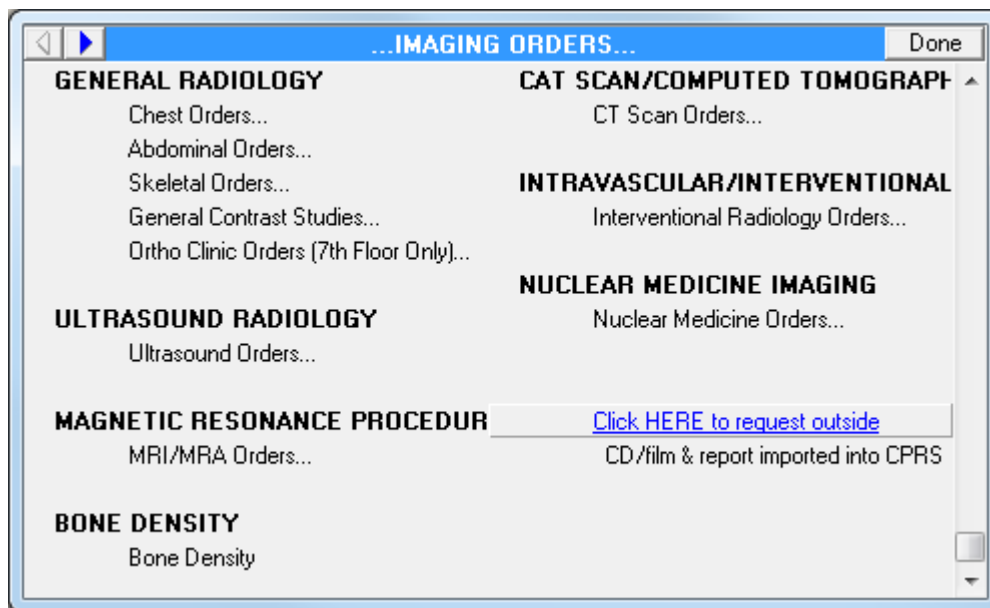 ...IMAGING ORDERS...
Done
GENERAL RADIOLOGY
Chest Orders...
Abdominal Orders...
Skeletal Orders...
General Contrast Studies...
Ortho Clinic Orders (7th Floor Only)...
ULTRASOUND RADIOLOGY
Ultrasound Orders...
MAGNETIC RESONANCE PROCEDUR
MRI/MRA Orders...
BONE DENSITY
Bone Density
CAT SCAN/COMPUTED TOMOGRAPH
CT Scan Orders...
INTRAVASCULAR/INTERVENTIONAL
Interventional Radiology Orders...
NUCLEAR MEDICINE IMAGING
Nuclear Medicine Orders...
Click HERE to request outside
CD/film & report imported into CPRS